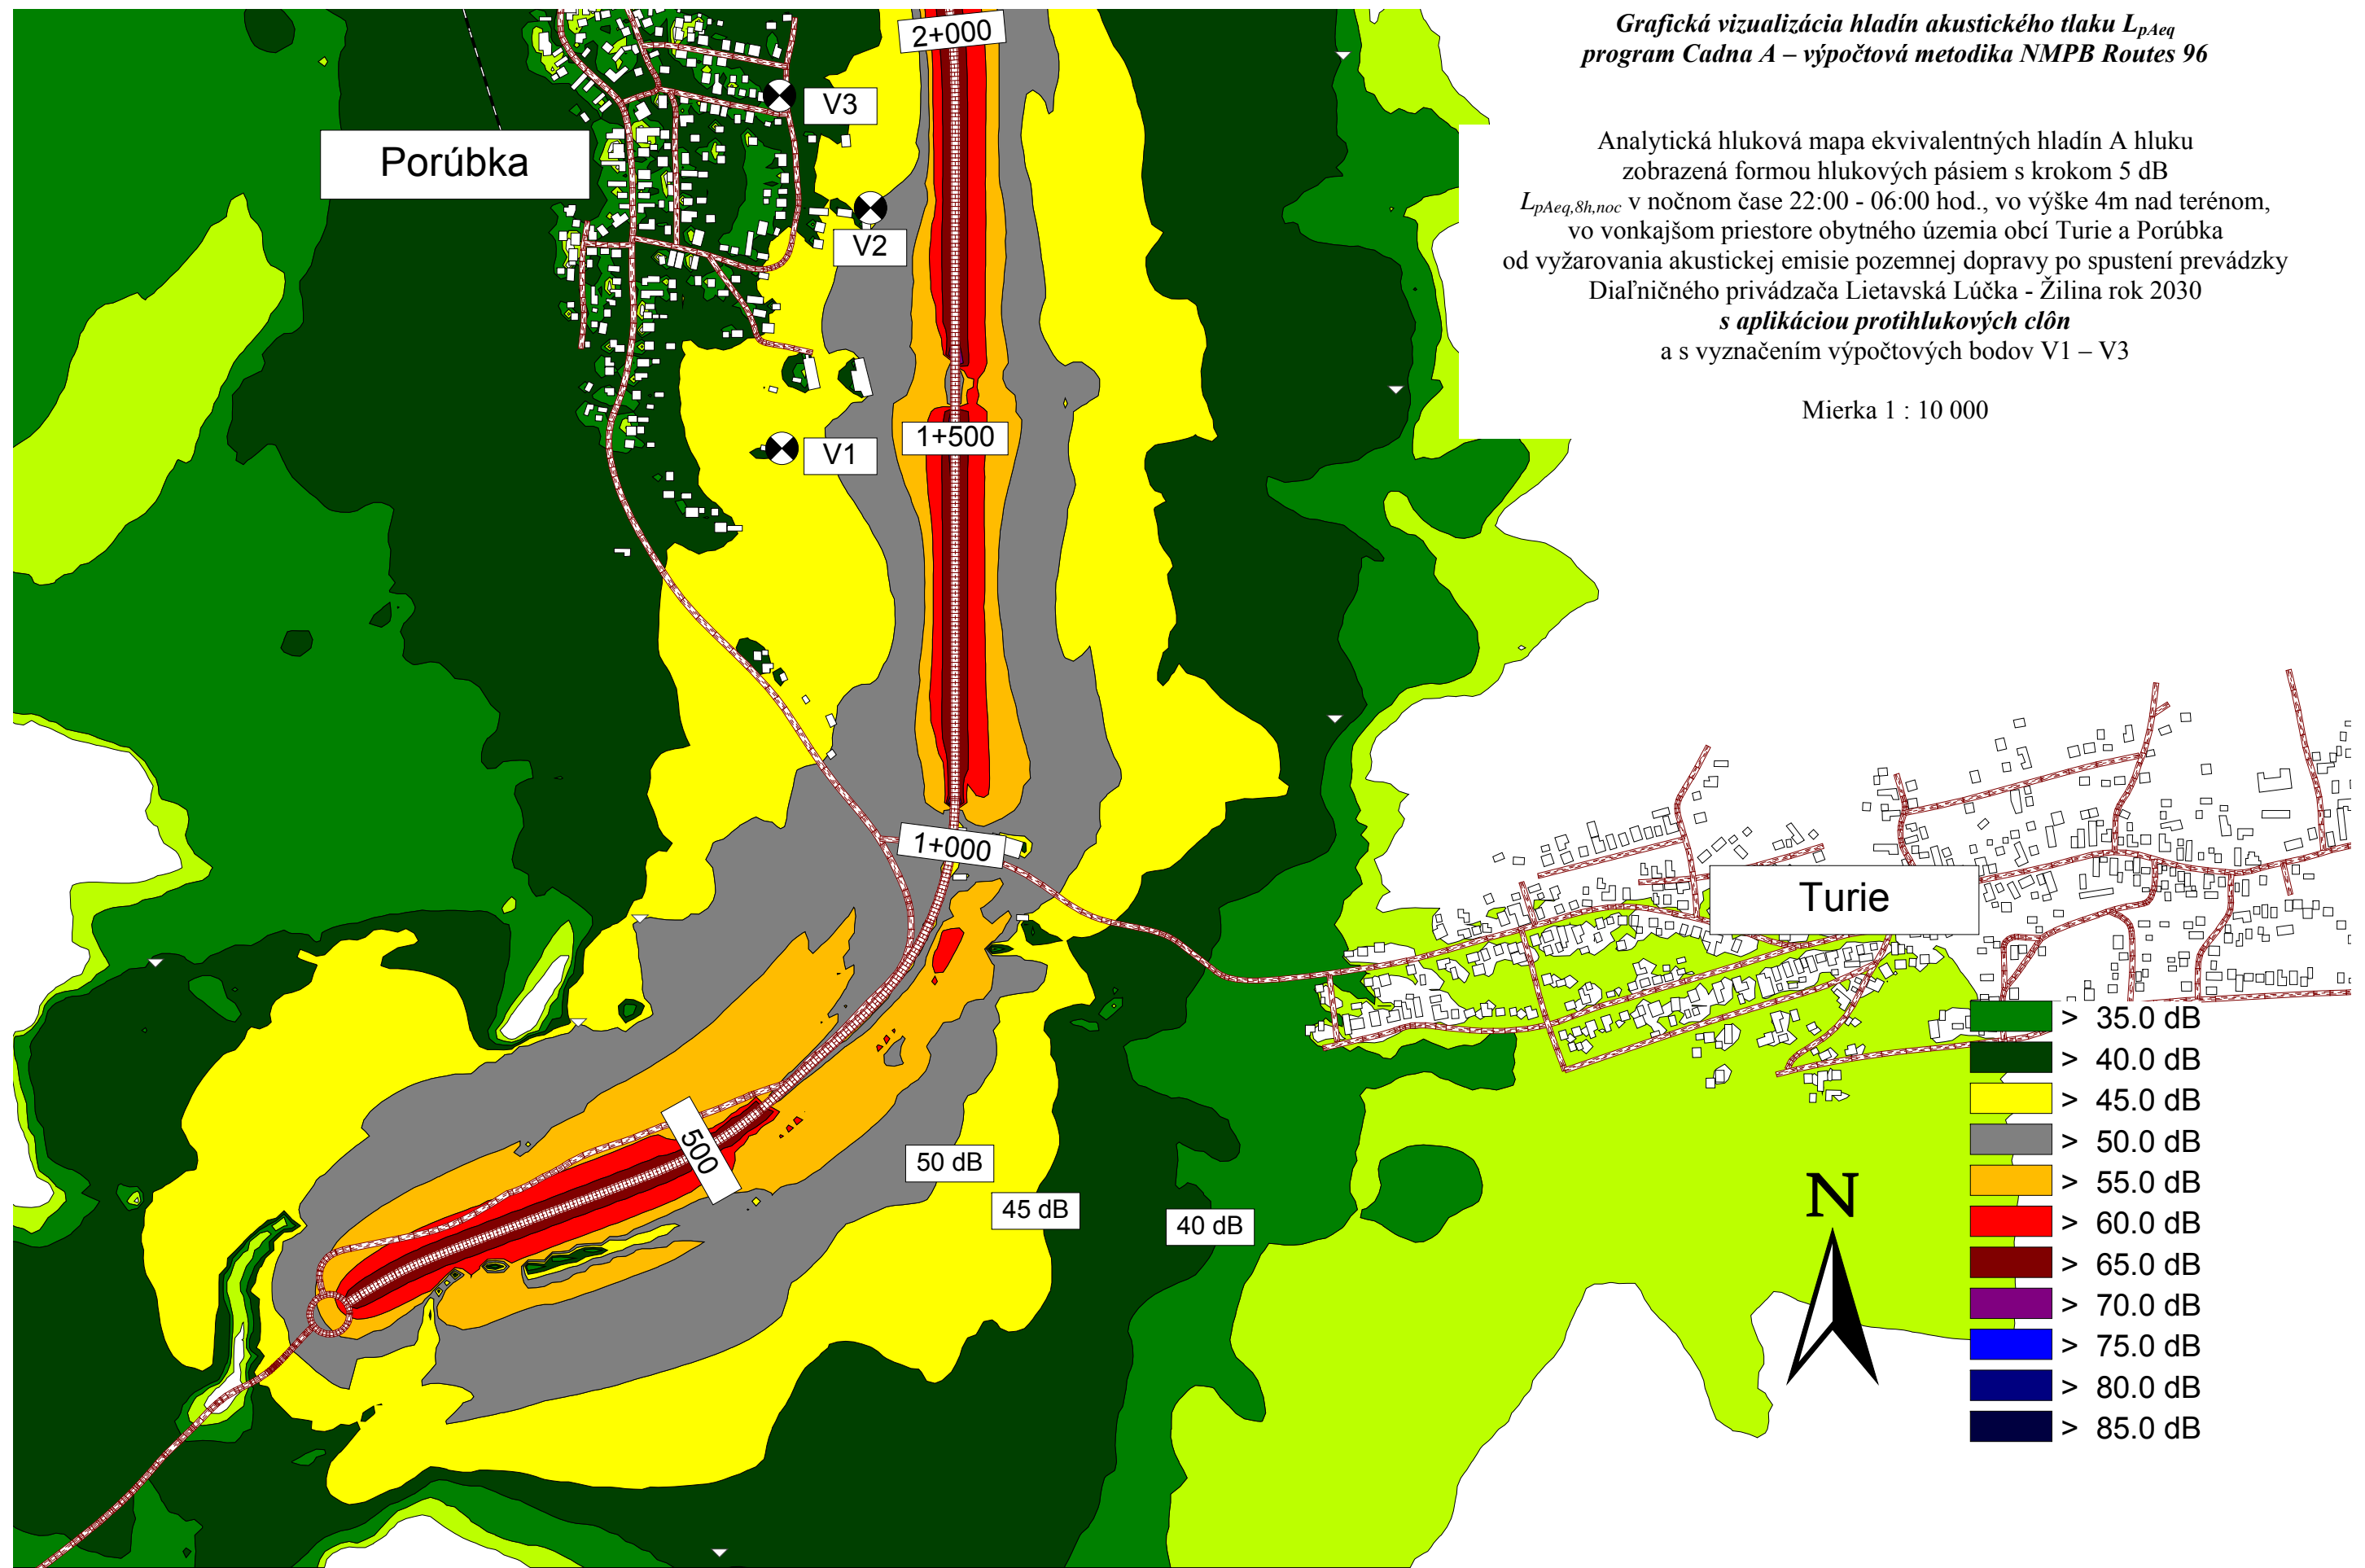 Grafická vizualizácia hladín akustického tlaku LpAeq
program Cadna A – výpočtová metodika NMPB Routes 96
Analytická hluková mapa ekvivalentných hladín A hluku
zobrazená formou hlukových pásiem s krokom 5 dB
LpAeq,8h,noc v nočnom čase 22:00 - 06:00 hod., vo výške 4m nad terénom,
vo vonkajšom priestore obytného územia obcí Turie a Porúbka
od vyžarovania akustickej emisie pozemnej dopravy po spustení prevádzky
Diaľničného privádzača Lietavská Lúčka - Žilina rok 2030
s aplikáciou protihlukových clôn
a s vyznačením výpočtových bodov V1 – V3
Mierka 1 : 10 000
2+000
V3
Porúbka
V2
1+500
V1
1+000
Turie
500
50 dB
45 dB
40 dB
N
> 35.0 dB
> 40.0 dB
> 45.0 dB
> 50.0 dB
> 55.0 dB
> 60.0 dB
> 65.0 dB
> 70.0 dB
> 75.0 dB
> 80.0 dB
> 85.0 dB